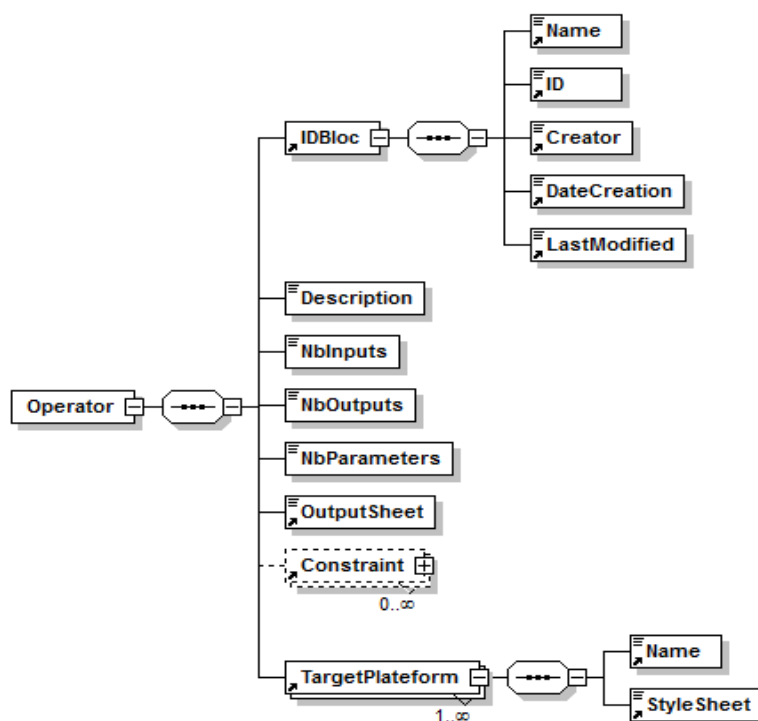 Name
ID
IDBloc
Creator
DateCreation
LastModified
Description
NbInputs
Operator
NbOutputs
NbParameters
OutputSheet
Constraint
0..∞
Name
TargetPlateform
StyleSheet
1..∞